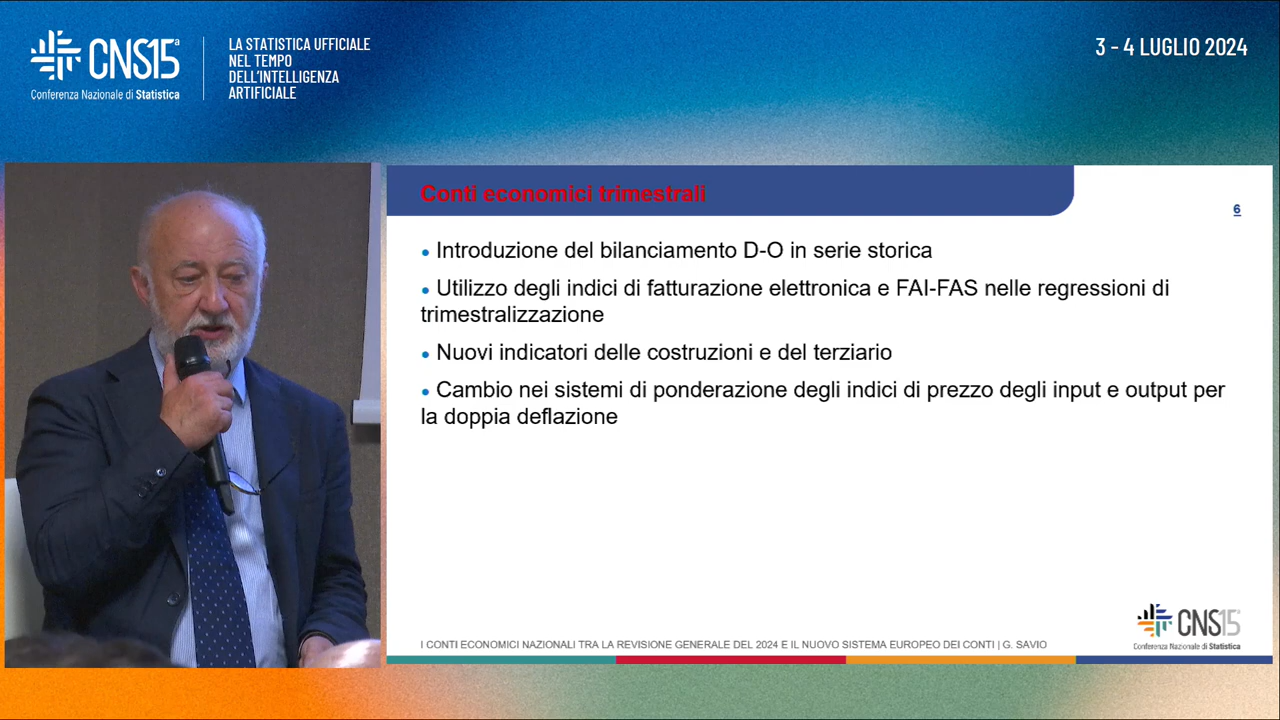 CNS15ª
Conferenza Nazionale di Statistica
LA STATISTICA UFFICIALE
NEL TEMPO
DELL'INTELLIGENZA
ARTIFICIALE
3 - 4 LUGLIO 2024
Conti economici trimestrali
6
• Introduzione del bilanciamento D-O in serie storica
• Utilizzo degli indici di fatturazione elettronica e FAI-FAS nelle regressioni di
trimestralizzazione
• Nuovi indicatori delle costruzioni e del terziario
• Cambio nei sistemi di ponderazione degli indici di prezzo degli input e output per
la doppia deflazione
I CONTI ECONOMICI NAZIONALI TRA LA REVISIONE GENERALE DEL 2024 E IL NUOVO SISTEMA EUROPEO DEI CONTI | G. SAVIO
CNS15ª
Conferenza Nazionale di Statistica